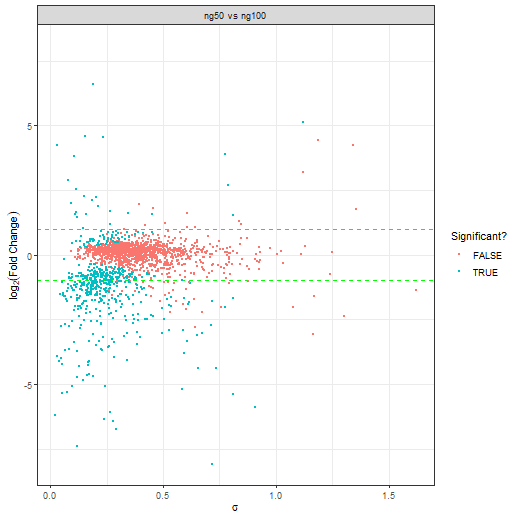 ng50 vs ng100
log2(Fold Change)
5
0
-5
0.0 0.5 1.0 1.5
σ
Significant?
FALSE
TRUE